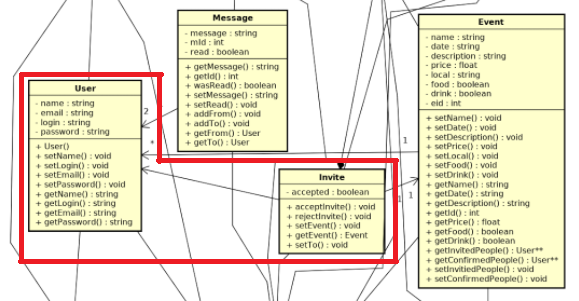 Message
- message : string
- mId : int
- read : boolean
+ getMessage() : string
+ getId() : int
+ wasRead() : boolean
+ setMessage() : string
+ setRead() : void
+ addFrom() : void
+ addTo() : void
+ getFrom() : User
+ getTo() : User
Event
- name : string
- date : string
- description : string
- price : float
- local : string
- food : boolean
- drink : boolean
- eid : int
+ setName() : void
+ setDate() : void
+ setDescription() : void
+ setPrice() : void
+ setLocal() : void
+ setFood() : void
+ setDrink() : void
+ getName() : string
+ getDate() : string
+ getDescription() : string
+ getId() : int
+ getPrice() : float
+ getFood() : boolean
+ getDrink() : boolean
+ getInvitedPeople() : User**
+ getConfirmedPeople() : User**
+ setInvitiedPeople() : void
+ setConfirmedPeople() : void
User
- name : string
- email : string
- login : string
- password : string
+ User()
+ setName() : void
+ setLogin() : void
+ setEmail() : void
+ setPassword() : void
+ getName() : string
+ getLogin() : string
+ getEmail() : string
+ getPassword() : string
2
*
1
Invite
- accepted : boolean
+ acceptInvite() : void
+ rejectInvite() : void
+ setEvent() : void
+ getEvent() : Event
+ setTo() : void
1
1